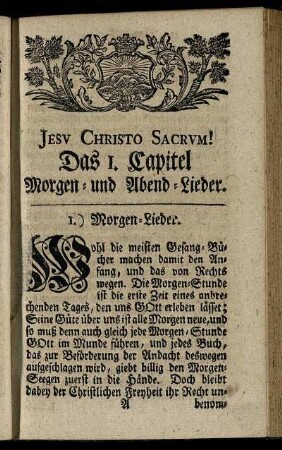 JESV CHRISTO SACRVM!
Das 1. Capitel
Morgen- und Abend-Lieder.
1.) Morgen-Lieder.
Wohl die meisten Gesang-Bü-
cher machen damit den An-
fang, und das von Rechts
wegen. Die Morgen-Stunde
ist die erste Zeit eines anbre-
chenden Tages, den uns GOtt erleben lässet;
Seine Güte über uns ist alle Morgen neue, und
so muß denn auch gleich jede Morgen-Stunde
GOtt im Munde führen, und jedes Buch,
das zur Beförderung der Andacht deswegen
aufgeschlagen wird, giebt billig den Morgen-
Seegen zuerst in die Hände. Doch bleibt
dabey der Christlichen Freyheit ihr Recht un-
A benom-